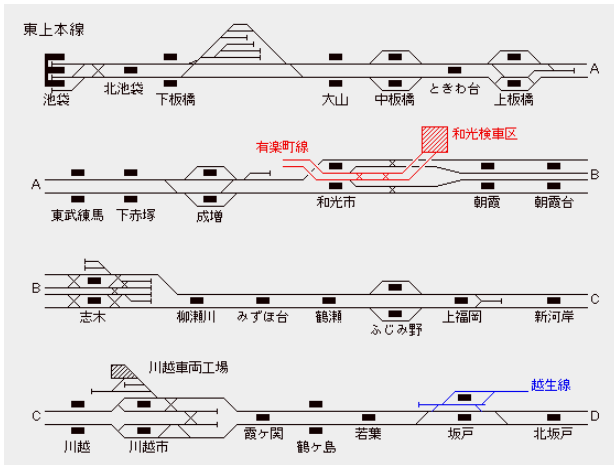 東上本線
池袋 北池袋 下板橋 大山 中板橋 ときわ台 上板橋 A
有楽町線 和光検車区
A 東武練馬 下赤塚 成増 和光市 朝霞 朝霞台 B
B 志木 柳瀬川 みずほ台 鶴瀬 ふじみ野 上福岡 新河岸 C
川越車両工場 越生線
C 川越 川越市 霞ヶ関 鶴ヶ島 若葉 坂戸 北坂戸 D